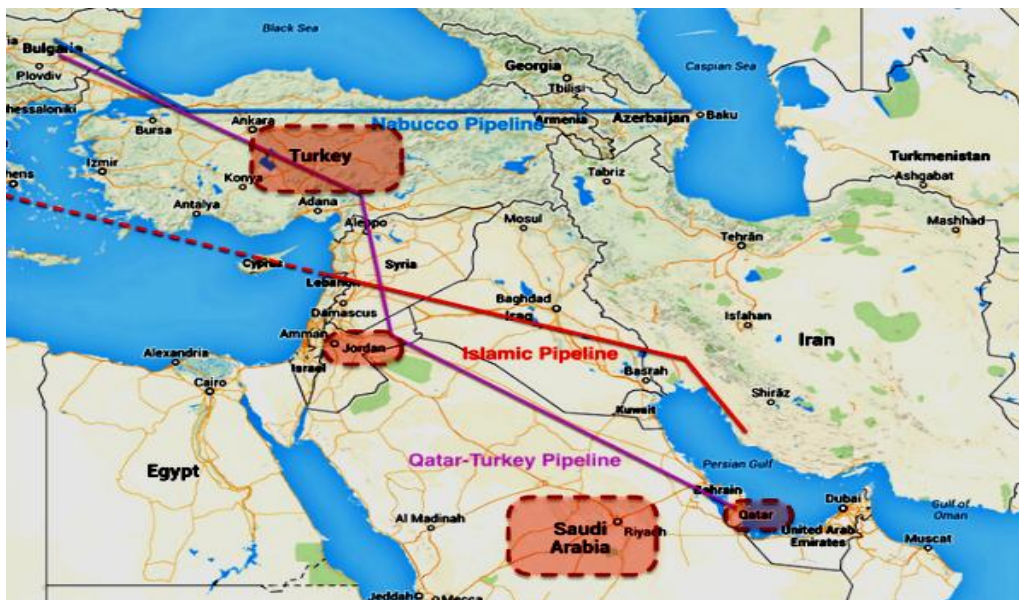 Black Sea
Bulgaria
Plovdiv
Georgia
Tbilisi
Caspian Sea
Thessaloniki
Bursa
Ankara
Nabucco Pipeline
Armenia
Azerbaijan
Baku
Izmir
Turkey
Turkmenistan
hens
Konya
Tabriz
Ashgabat
Antalya
Adana
Aleppo
Mosul
Tehrān
Mashhad
Cyprus
Syria
Lebanon
Baghdad
Iraq
Damascus
Isfahan
Amman
Jordan
Iran
Alexandria
Israel
Islamic Pipeline
Cairo
Basrah
Shirāz
Kuwait
Egypt
Qatar-Turkey Pipeline
Persian Gulf
Bahrain
Dubai
Gulf of
Oman
Qatar
Al Madinah
Saudi
Arabia
Riyadh
United Arab
Emirates
Muscat
Jeddah
Mecca